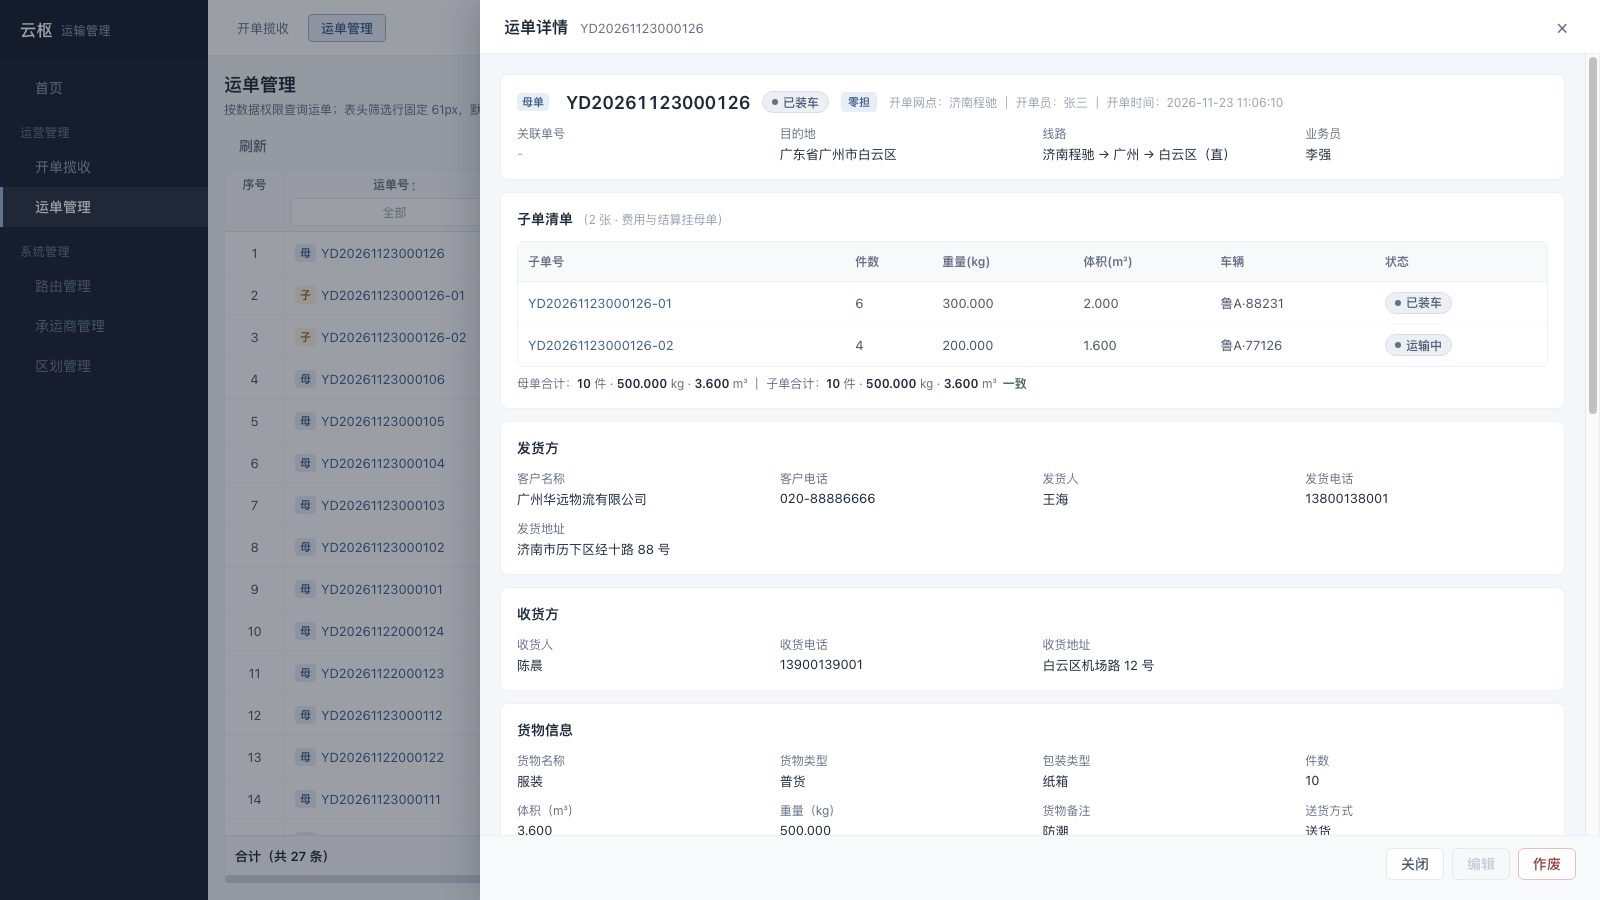 云枢 运输管理
首页
运营管理
开单揽收
运单管理
系统管理
路由管理
承运商管理
区划管理
开单揽收 运单管理
运单管理
按数据权限查询运单；表头筛选行固定 61px，默
刷新
序号 运单号
全部
1 母 YD20261123000126
2 子 YD20261123000126-01
3 子 YD20261123000126-02
4 母 YD20261123000106
5 母 YD20261123000105
6 母 YD20261123000104
7 母 YD20261123000103
8 母 YD20261123000102
9 母 YD20261123000101
10 母 YD20261122000124
11 母 YD20261122000123
12 母 YD20261123000112
13 母 YD20261122000122
14 母 YD20261123000111
合计（共 27 条）
运单详情 YD20261123000126 ×
母单 YD20261123000126 已装车 零担 开单网点：济南程驰 | 开单员：张三 | 开单时间：2026-11-23 11:06:10
关联单号 目的地 线路 业务员
- 广东省广州市白云区 济南程驰 → 广州 → 白云区（直） 李强
子单清单 （2 张 · 费用与结算挂母单）
子单号 件数 重量(kg) 体积(m³) 车辆 状态
YD20261123000126-01 6 300.000 2.000 鲁A·88231 已装车
YD20261123000126-02 4 200.000 1.600 鲁A·77126 运输中
母单合计：10 件 · 500.000 kg · 3.600 m³ | 子单合计：10 件 · 500.000 kg · 3.600 m³ 一致
发货方
客户名称 客户电话 发货人 发货电话
广州华远物流有限公司 020-88886666 王海 13800138001
发货地址
济南市历下区经十路 88 号
收货方
收货人 收货电话 收货地址
陈晨 13900139001 白云区机场路 12 号
货物信息
货物名称 货物类型 包装类型 件数
服装 普货 纸箱 10
体积（m³） 重量（kg） 货物备注 送货方式
3.600 500.000 防潮 送货
关闭 编辑 作废